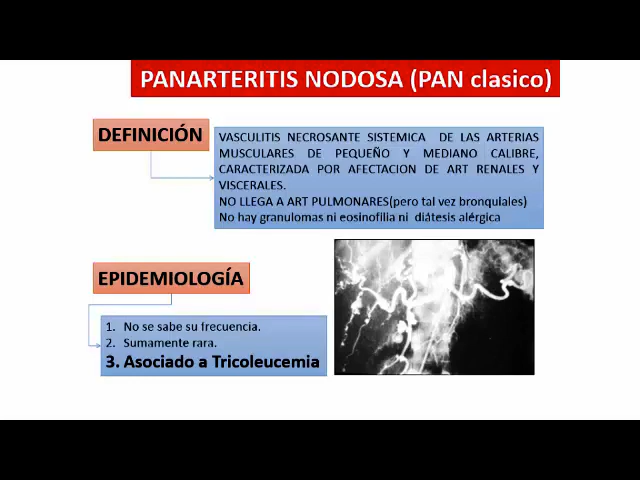 PANARTERITIS NODOSA (PAN clasico)
DEFINICIÓN
VASCULITIS NECROSANTE SISTEMICA DE LAS ARTERIAS
MUSCULARES DE PEQUEÑO Y MEDIANO CALIBRE,
CARACTERIZADA POR AFECTACION DE ART RENALES Y
VISCERALES.
NO LLEGA A ART PULMONARES(pero tal vez bronquiales)
No hay granulomas ni eosinofilia ni diátesis alérgica
EPIDEMIOLOGÍA
1. No se sabe su frecuencia.
2. Sumamente rara.
3. Asociado a Tricoleucemia